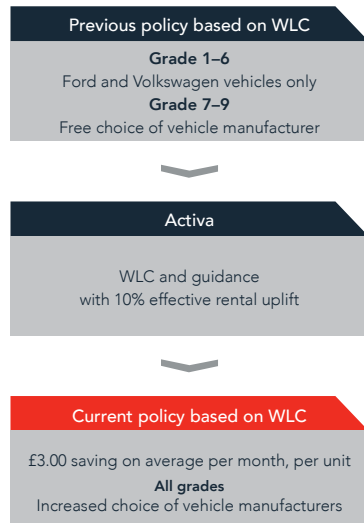 Previous policy based on WLC
Grade 1–6
Ford and Volkswagen vehicles only
Grade 7–9
Free choice of vehicle manufacturer
Activa
WLC and guidance
with 10% effective rental uplift
Current policy based on WLC
£3.00 saving on average per month, per unit
All grades
Increased choice of vehicle manufacturers